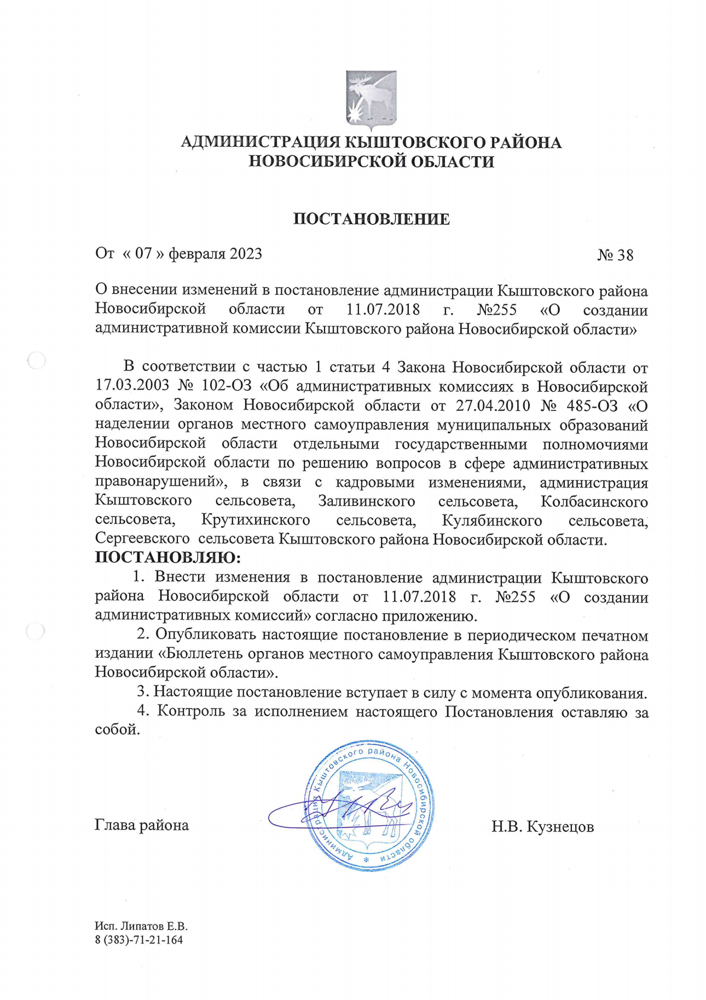 АДМИНИСТРАЦИЯ КЫШТОВСКОГО РАЙОНА
НОВОСИБИРСКОЙ ОБЛАСТИ
ПОСТАНОВЛЕНИЕ
От « 07 » февраля 2023 № 38
О внесении изменений в постановление администрации Кыштовского района
Новосибирской области от 11.07.2018 г. №255 «О создании
административной комиссии Кыштовского района Новосибирской области»
В соответствии с частью 1 статьи 4 Закона Новосибирской области от
17.03.2003 № 102-ОЗ «Об административных комиссиях в Новосибирской
области», Законом Новосибирской области от 27.04.2010 № 485-ОЗ «О
наделении органов местного самоуправления муниципальных образований
Новосибирской области отдельными государственными полномочиями
Новосибирской области по решению вопросов в сфере административных
правонарушений», в связи с кадровыми изменениями, администрация
Кыштовского сельсовета, Заливинского сельсовета, Колбасинского
сельсовета, Крутихинского сельсовета, Кулябинского сельсовета,
Сергеевского сельсовета Кыштовского района Новосибирской области.
ПОСТАНОВЛЯЮ:
1. Внести изменения в постановление администрации Кыштовского
района Новосибирской области от 11.07.2018 г. №255 «О создании
административных комиссий» согласно приложению.
2. Опубликовать настоящие постановление в периодическом печатном
издании «Бюллетень органов местного самоуправления Кыштовского района
Новосибирской области».
3. Настоящие постановление вступает в силу с момента опубликования.
4. Контроль за исполнением настоящего Постановления оставляю за
собой.
Администрация Кыштовского района Новосибирской области *
Глава района Н.В. Кузнецов
Исп. Липатов Е.В.
8 (383)-71-21-164